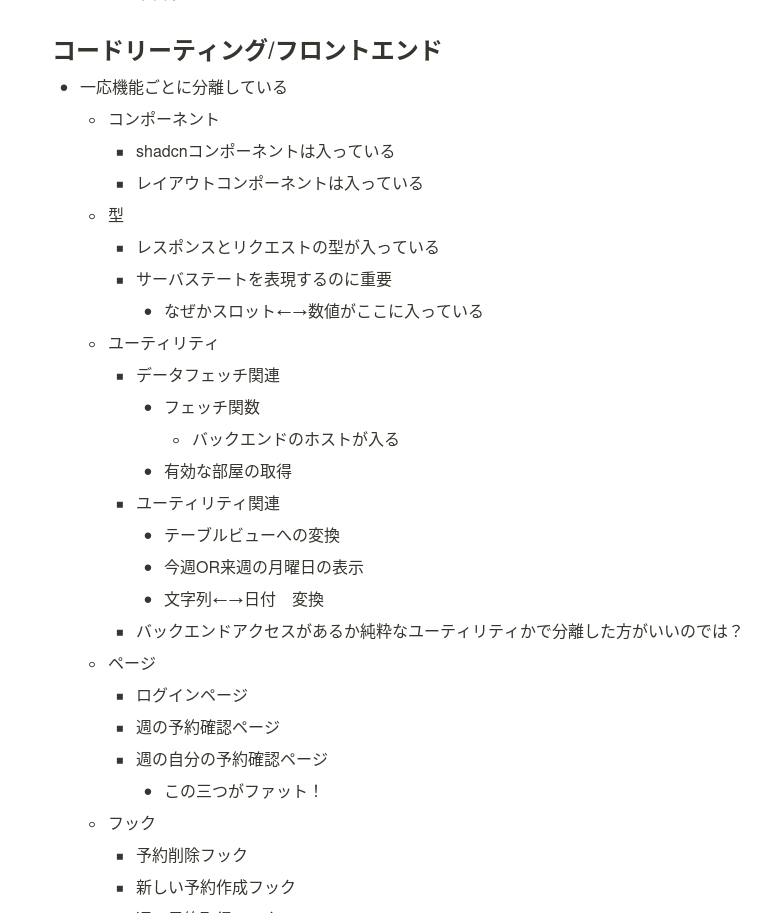 コードリーティング/フロントエンド
一応機能ごとに分離している
コンポーネント
shadcnコンポーネントは入っている
レイアウトコンポーネントは入っている
型
レスポンスとリクエストの型が入っている
サーバステートを表現するのに重要
なぜかスロット←→数値がここに入っている
ユーティリティ
データフェッチ関連
フェッチ関数
バックエンドのホストが入る
有効な部屋の取得
ユーティリティ関連
テーブルビューへの変換
今週OR来週の月曜日の表示
文字列←→日付　変換
バックエンドアクセスがあるか純粋なユーティリティかで分離した方がいいのでは？
ページ
ログインページ
週の予約確認ページ
週の自分の予約確認ページ
この三つがファット！
フック
予約削除フック
新しい予約作成フック